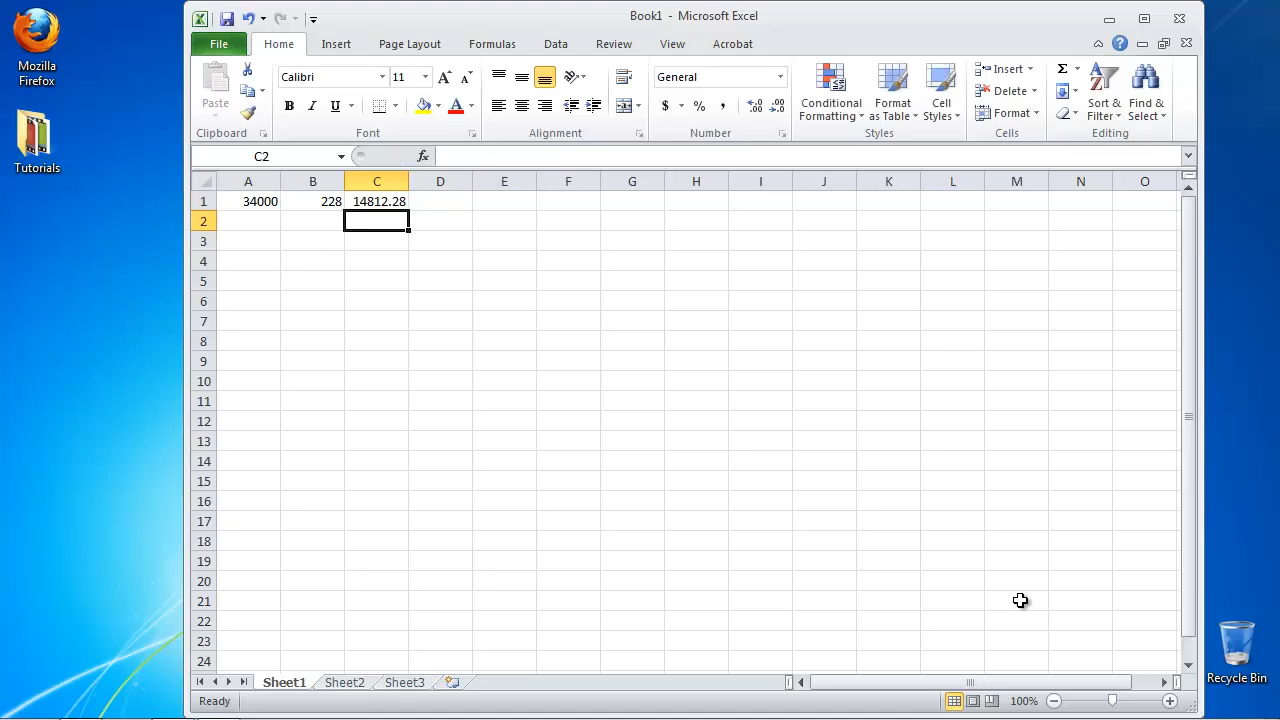 Mozilla
Firefox
Tutorials
Recycle Bin
Book1 - Microsoft Excel
File Home Insert Page Layout Formulas Data Review View Acrobat
Paste
Calibri 11
B I U A
General
$ % ,
Conditional
Formatting
Format
as Table
Cell
Styles
Insert
Delete
Format
Σ
Sort &
Filter
Find &
Select
Clipboard Font Alignment Number Styles Cells Editing
C2 fx
A B C D E F G H I J K L M N O
1 34000 228 14812.28
2
3
4
5
6
7
8
9
10
11
12
13
14
15
16
17
18
19
20
21
22
23
24
Sheet1 Sheet2 Sheet3
Ready 100%